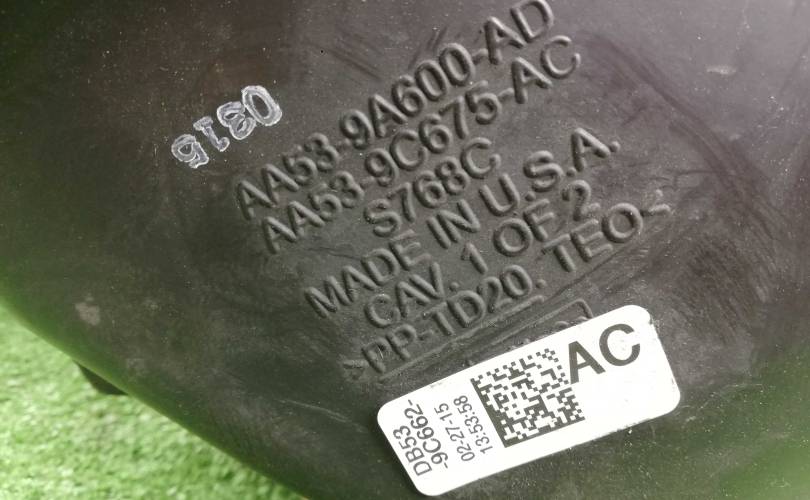 0316
AA53-9A600-AD
AA53-9C675-AC
S768C
MADE IN U.S.A.
CAV. 1 OF 2
>PP-TD20, TEO<
DB53
-9C662-
02-27-15
13:53:58
AC